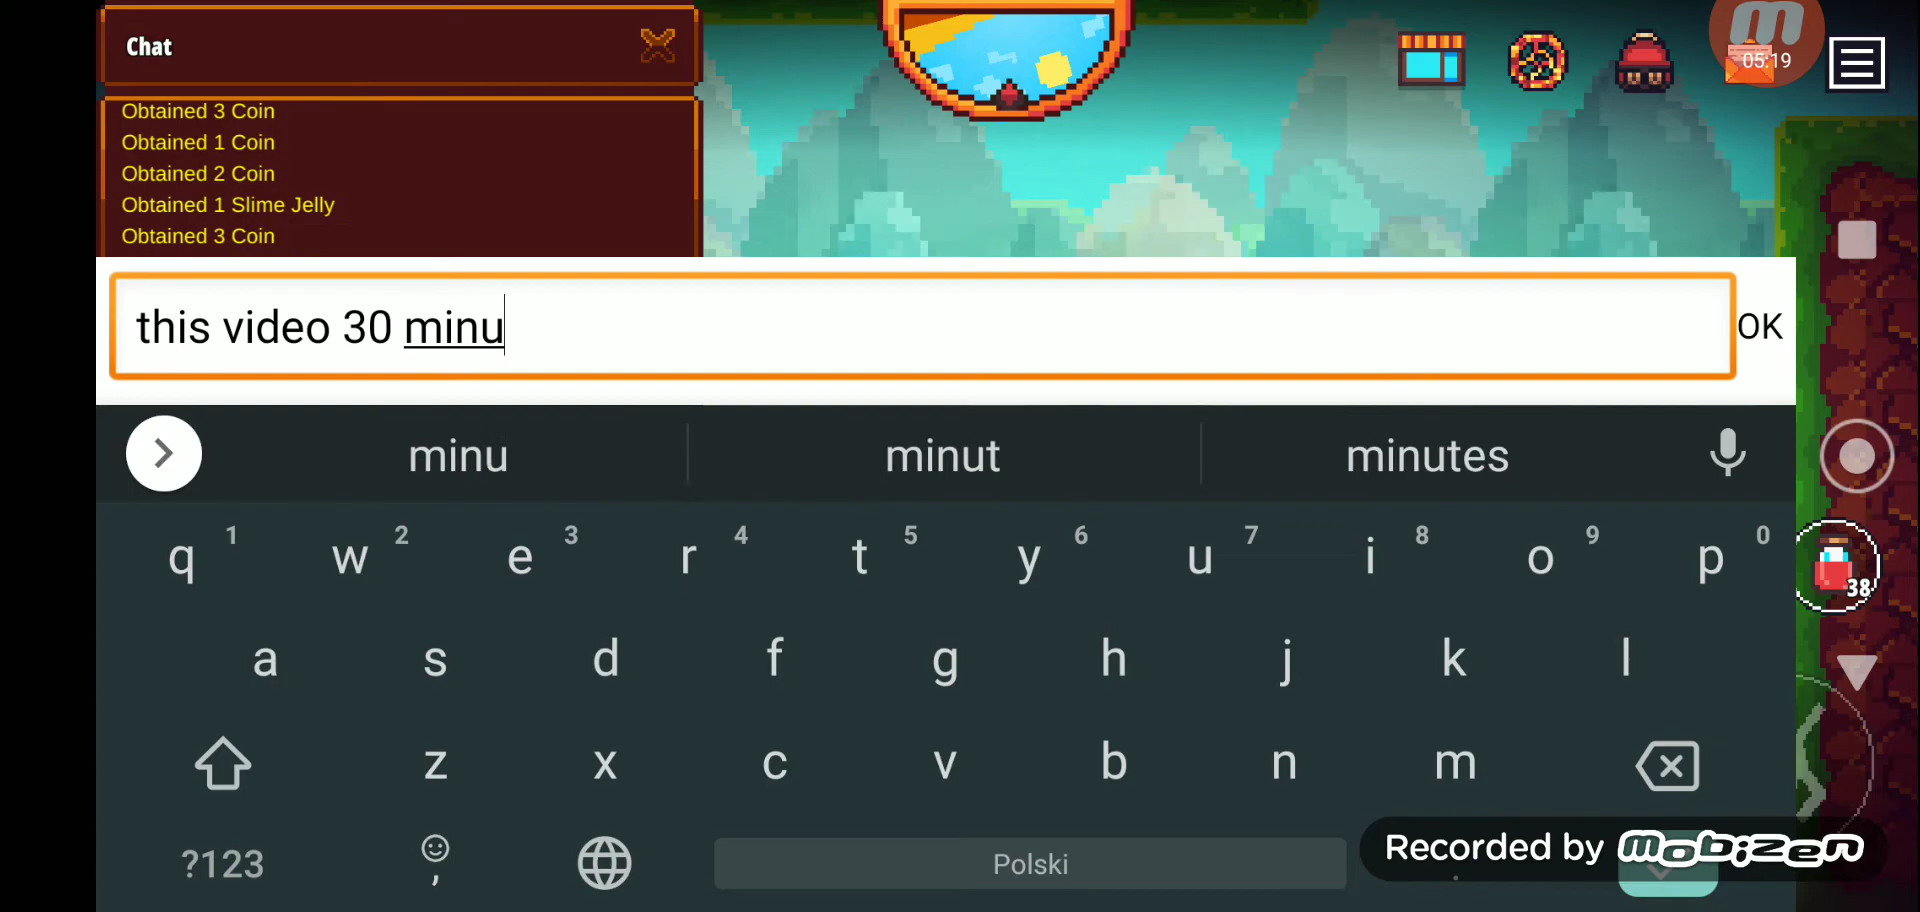 Chat
05:19
Obtained 3 Coin
Obtained 1 Coin
Obtained 2 Coin
Obtained 1 Slime Jelly
Obtained 3 Coin
this video 30 minu
OK
minu minut minutes
38
1 2 3 4 5 6 7 8 9 0
q w e r t y u i o p
a s d f g h j k l
z x c v b n m
?123 , Polski .
Recorded by mobizen